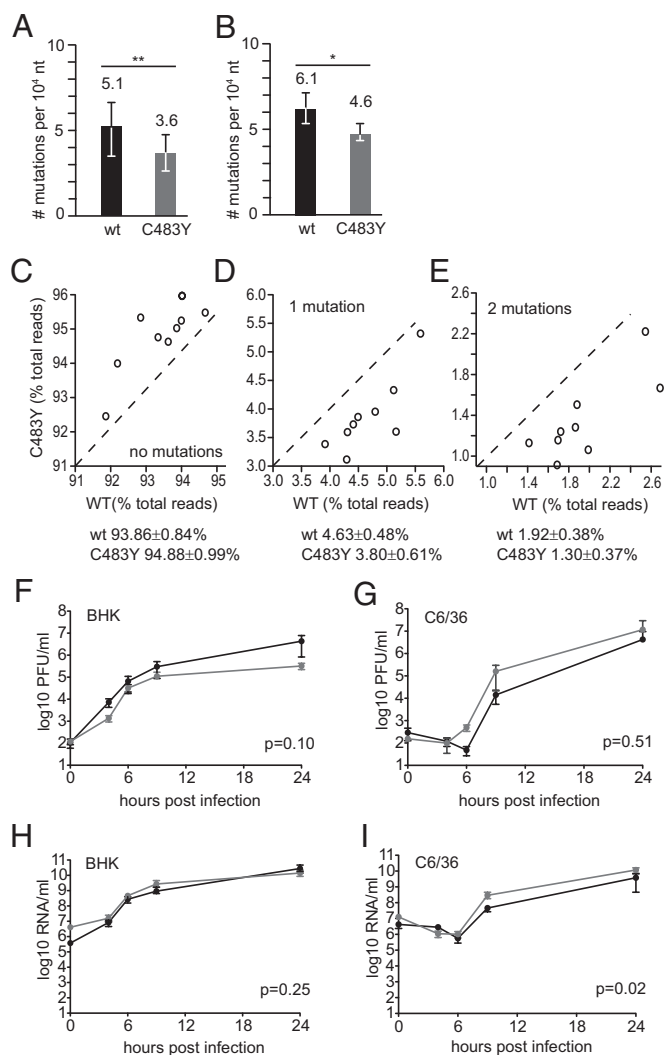 A
# mutations per 10⁴ nt
10
5
0
**
5.1
3.6
wt C483Y
B
# mutations per 10⁴ nt
10
5
0
*
6.1
4.6
wt C483Y
C
C483Y (% total reads)
96
95
94
93
92
91
no mutations
91 92 93 94 95
WT(% total reads)
wt 93.86±0.84%
C483Y 94.88±0.99%
D
6.0
5.5
5.0
4.5
4.0
3.5
3.0
1 mutation
3.0 3.5 4.0 4.5 5.0 5.5 6.0
WT (% total reads)
wt 4.63±0.48%
C483Y 3.80±0.61%
E
2.6
2.2
1.8
1.4
1.0
2 mutations
1.0 1.4 1.8 2.2 2.6
WT (% total reads)
wt 1.92±0.38%
C483Y 1.30±0.37%
F
BHK
log10 PFU/ml
8
7
6
5
4
3
2
1
p=0.10
0 6 12 18 24
hours post infection
G
C6/36
log10 PFU/ml
8
7
6
5
4
3
2
1
p=0.51
0 6 12 18 24
hours post infection
H
BHK
log10 RNA/ml
11
10
9
8
7
6
5
4
3
2
1
p=0.25
0 6 12 18 24
hours post infection
I
C6/36
log10 RNA/ml
11
10
9
8
7
6
5
4
3
2
1
p=0.02
0 6 12 18 24
hours post infection